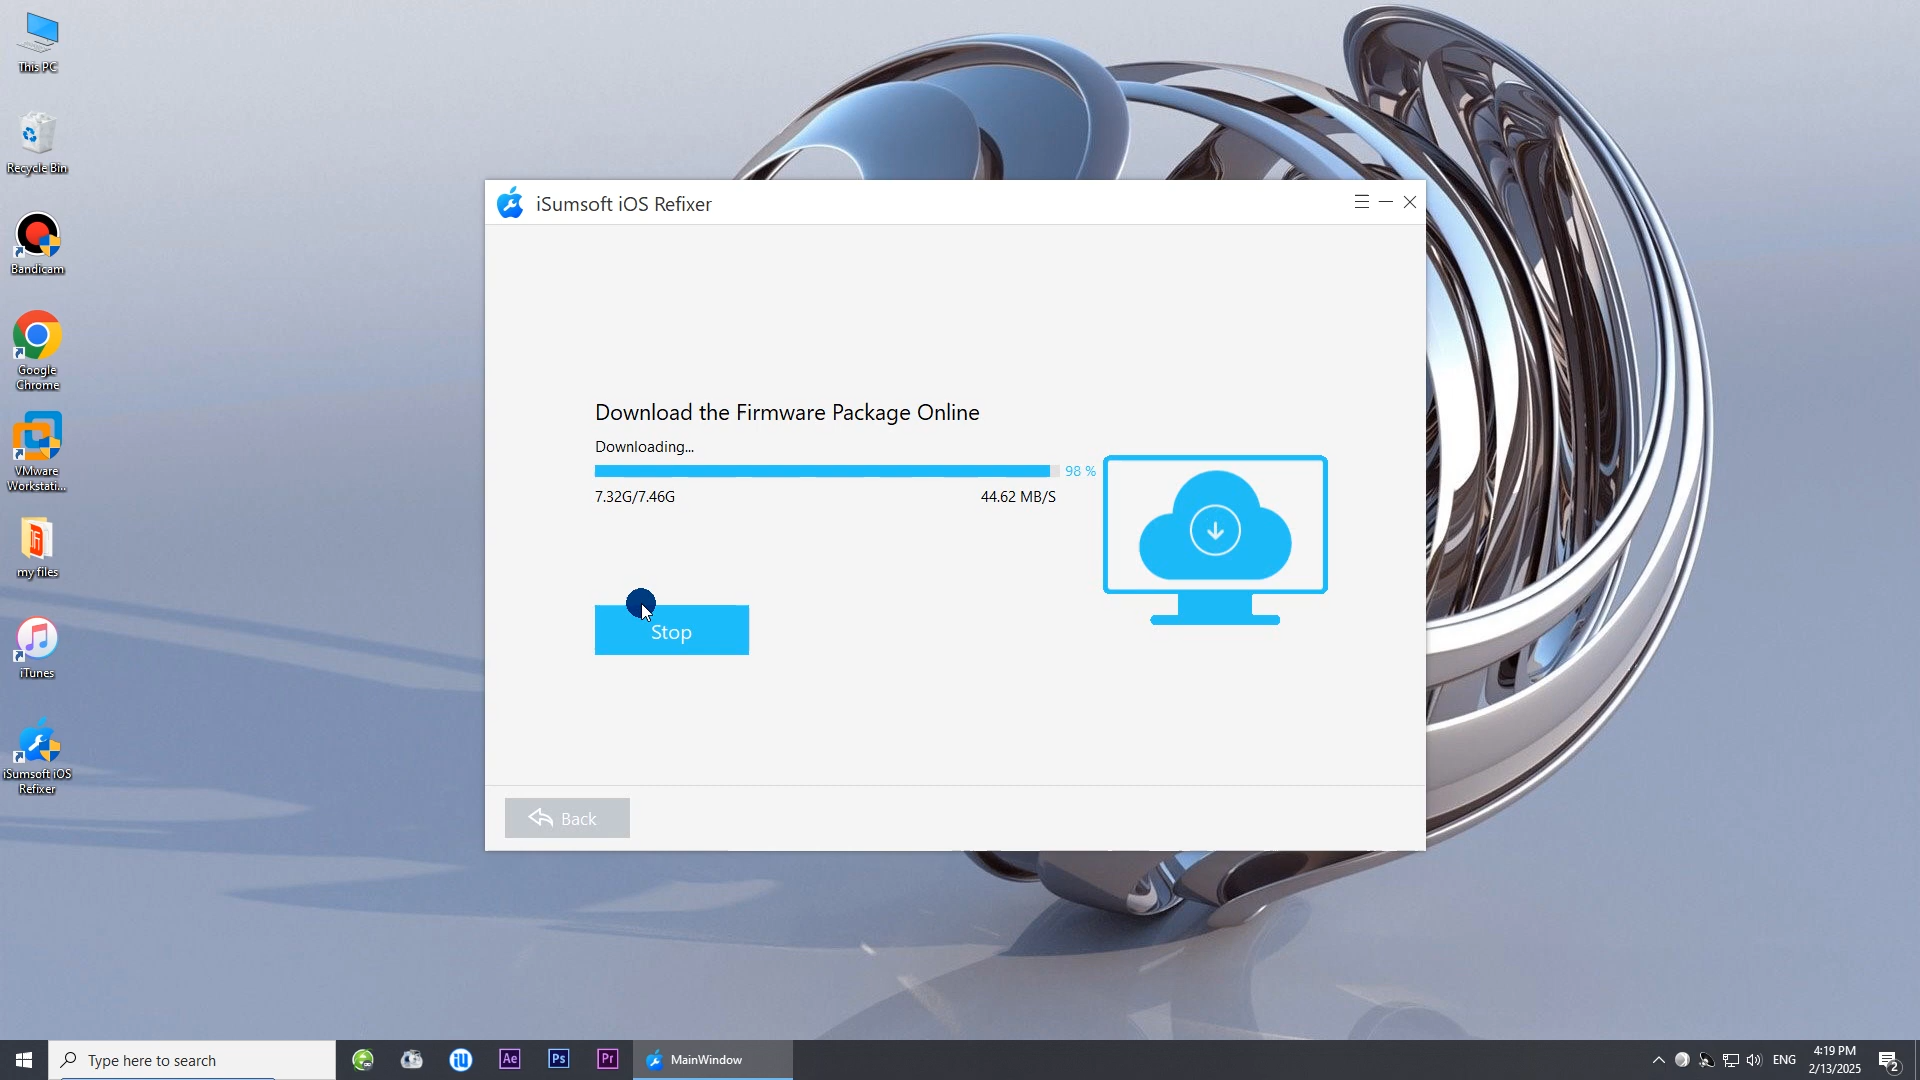 This PC
Recycle Bin
Bandicam
Google
Chrome
VMware
Workstati...
my files
iTunes
iSumsoft iOS
Refixer
iSumsoft iOS Refixer
Download the Firmware Package Online
Downloading...
98 %
7.32G/7.46G
44.62 MB/S
Stop
Back
Type here to search
iU
Ae
Ps
Pr
MainWindow
ENG
4:19 PM
2/13/2025
2